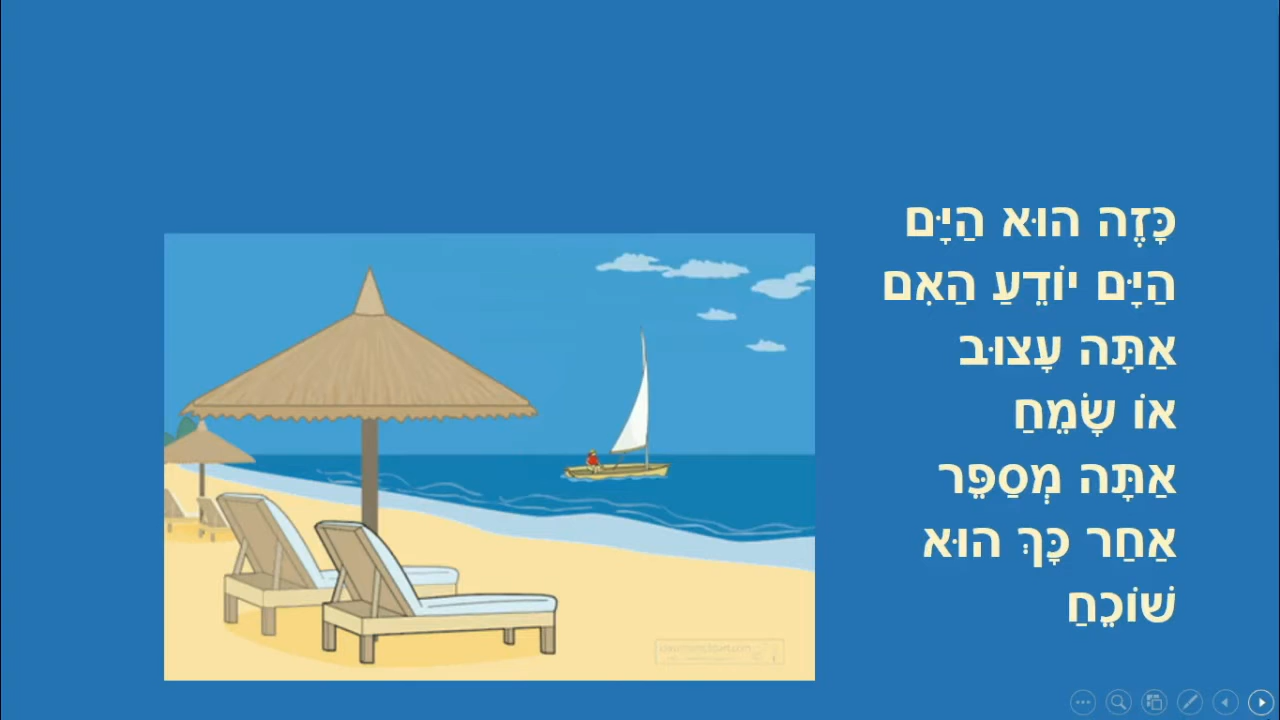 כָּזֶה הוּא הַיָּם
הַיָּם יוֹדֵעַ הַאִם
אַתָּה עָצוּב
אוֹ שָׂמֵחַ
אַתָּה מְסַפֵּר
אַחַר כָּךְ הוּא
שׁוֹכֵחַ